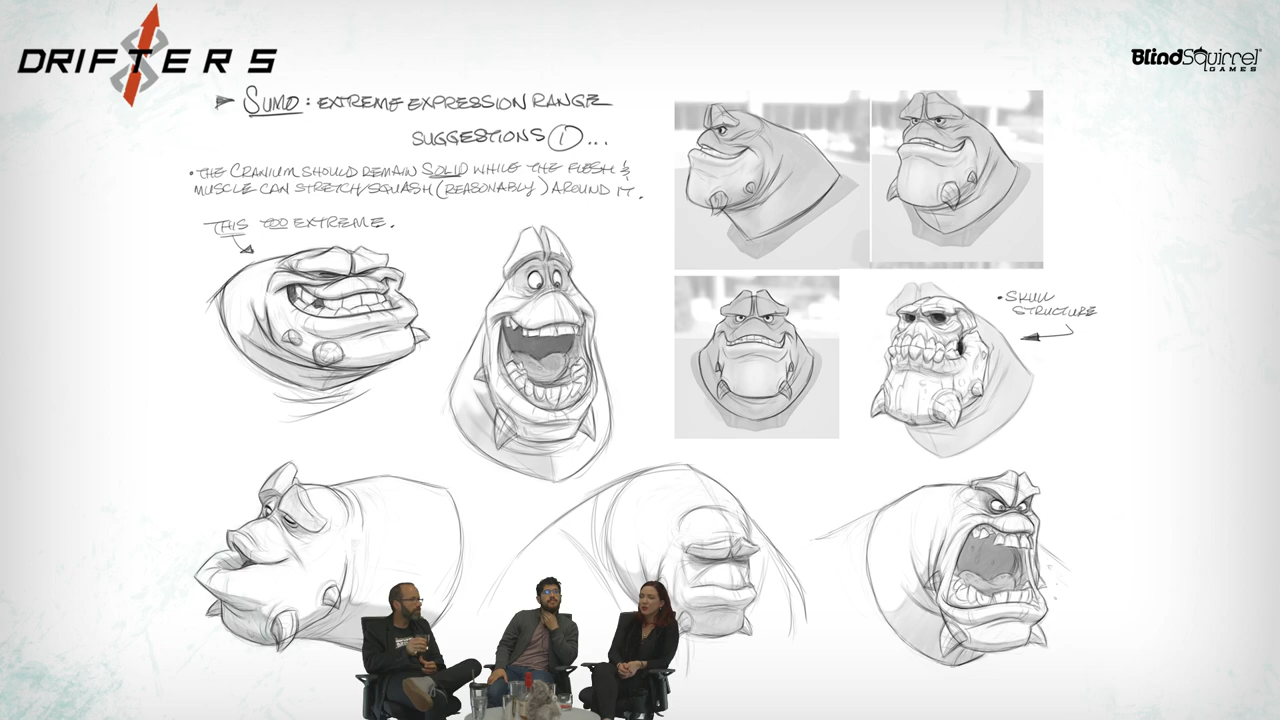 DRIFTERS
BlindSquirrel
GAMES
SUMO: EXTREME EXPRESSION RANGE
SUGGESTIONS ① ...
• THE CRANIUM SHOULD REMAIN SOLID WHILE THE FLESH &
MUSCLE CAN STRETCH/SQUASH (REASONABLY) AROUND IT.
THIS TOO EXTREME.
• SKULL
STRUCTURE